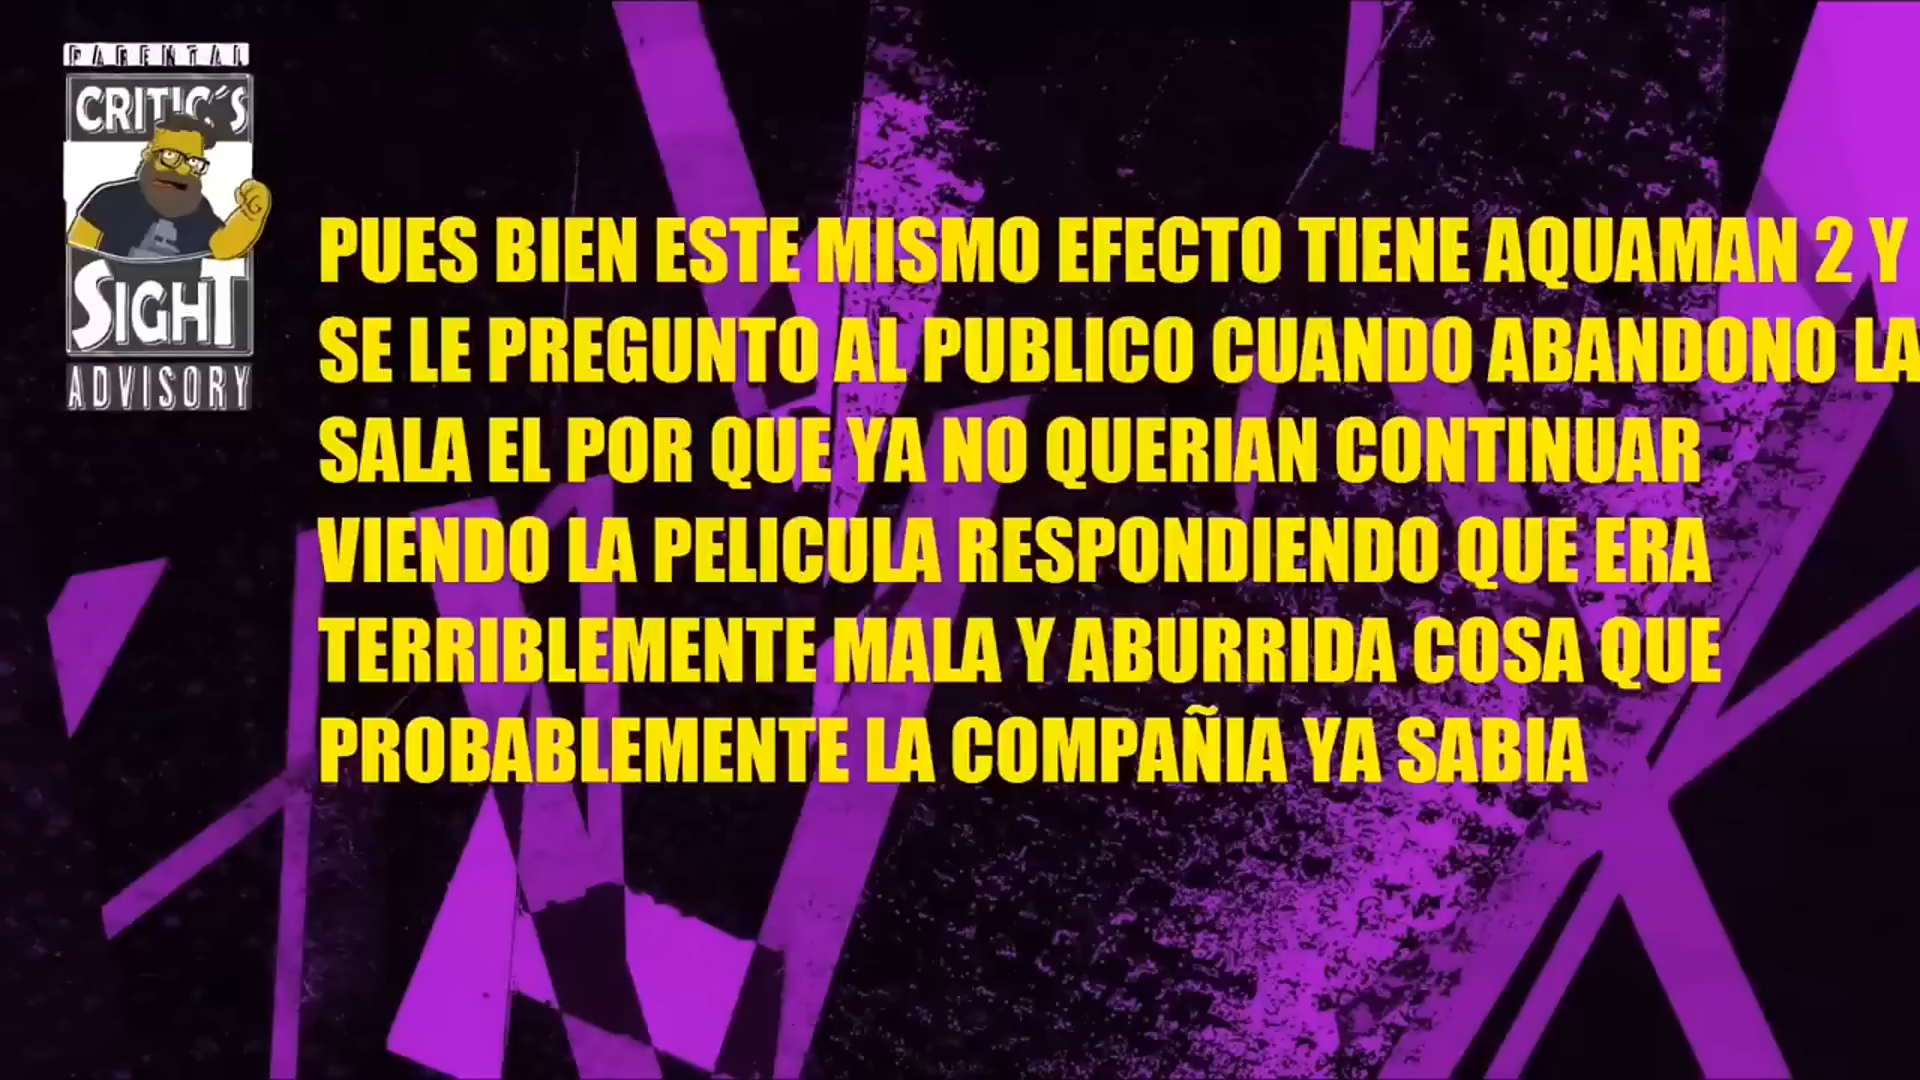 PARENTAL
CRITIC´S
SIGHT
ADVISORY
PUES BIEN ESTE MISMO EFECTO TIENE AQUAMAN 2 Y
SE LE PREGUNTO AL PUBLICO CUANDO ABANDONO LA
SALA EL POR QUE YA NO QUERIAN CONTINUAR
VIENDO LA PELICULA RESPONDIENDO QUE ERA
TERRIBLEMENTE MALA Y ABURRIDA COSA QUE
PROBABLEMENTE LA COMPAÑIA YA SABIA